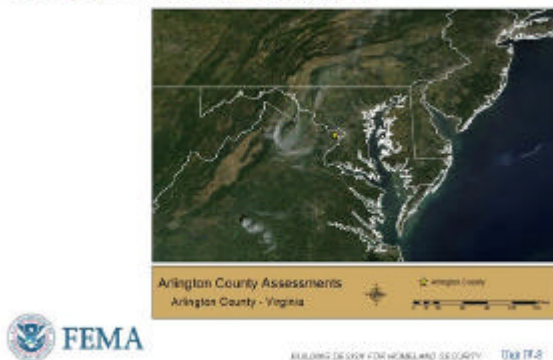 Arlington County Assessments
Arlington County - Virginia
Arlington County
FEMA
BUILDING DESIGN FOR HOMELAND SECURITY